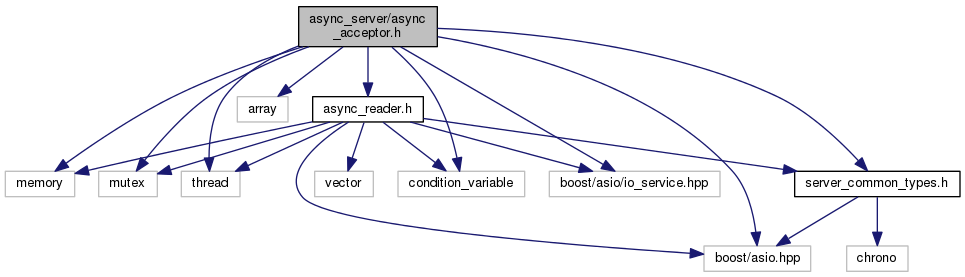 async_server/async
_acceptor.h
array
async_reader.h
memory
mutex
thread
vector
condition_variable
boost/asio/io_service.hpp
server_common_types.h
boost/asio.hpp
chrono